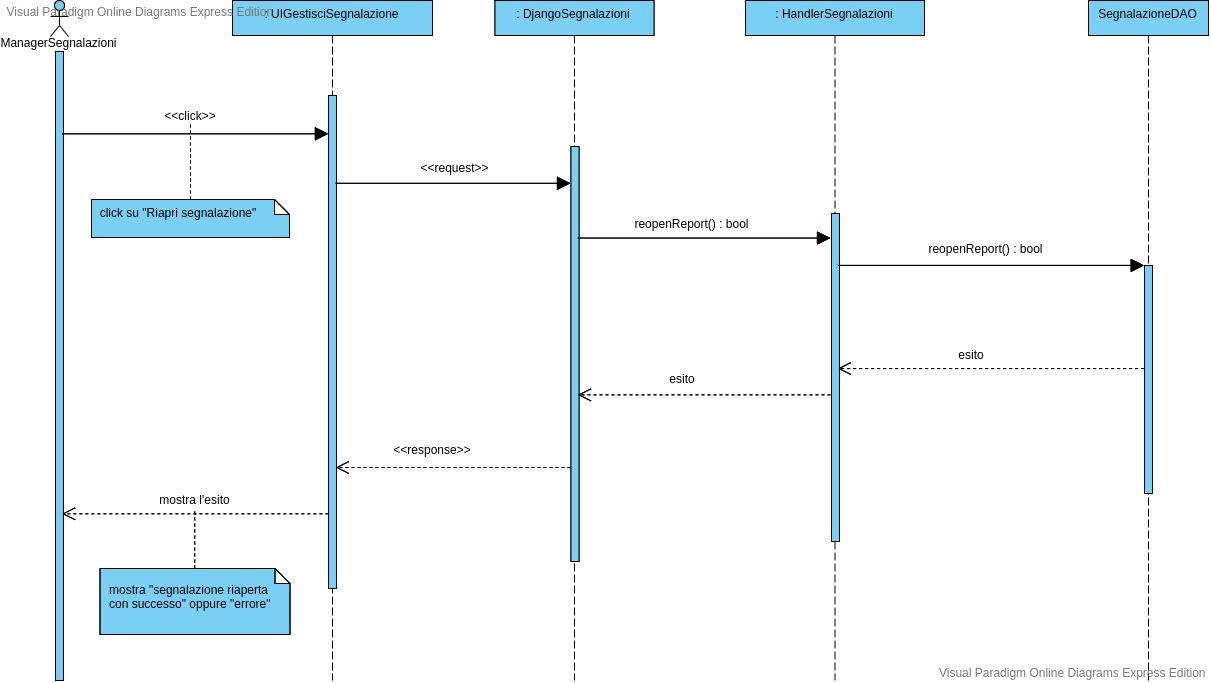 Visual Paradigm Online Diagrams Express Edition
ManagerSegnalazioni
UIGestisciSegnalazione
: DjangoSegnalazioni
: HandlerSegnalazioni
SegnalazioneDAO
<<click>>
click su "Riapri segnalazione"
<<request>>
reopenReport() : bool
reopenReport() : bool
esito
esito
<<response>>
mostra l'esito
mostra "segnalazione riaperta
con successo" oppure "errore"
Visual Paradigm Online Diagrams Express Edition